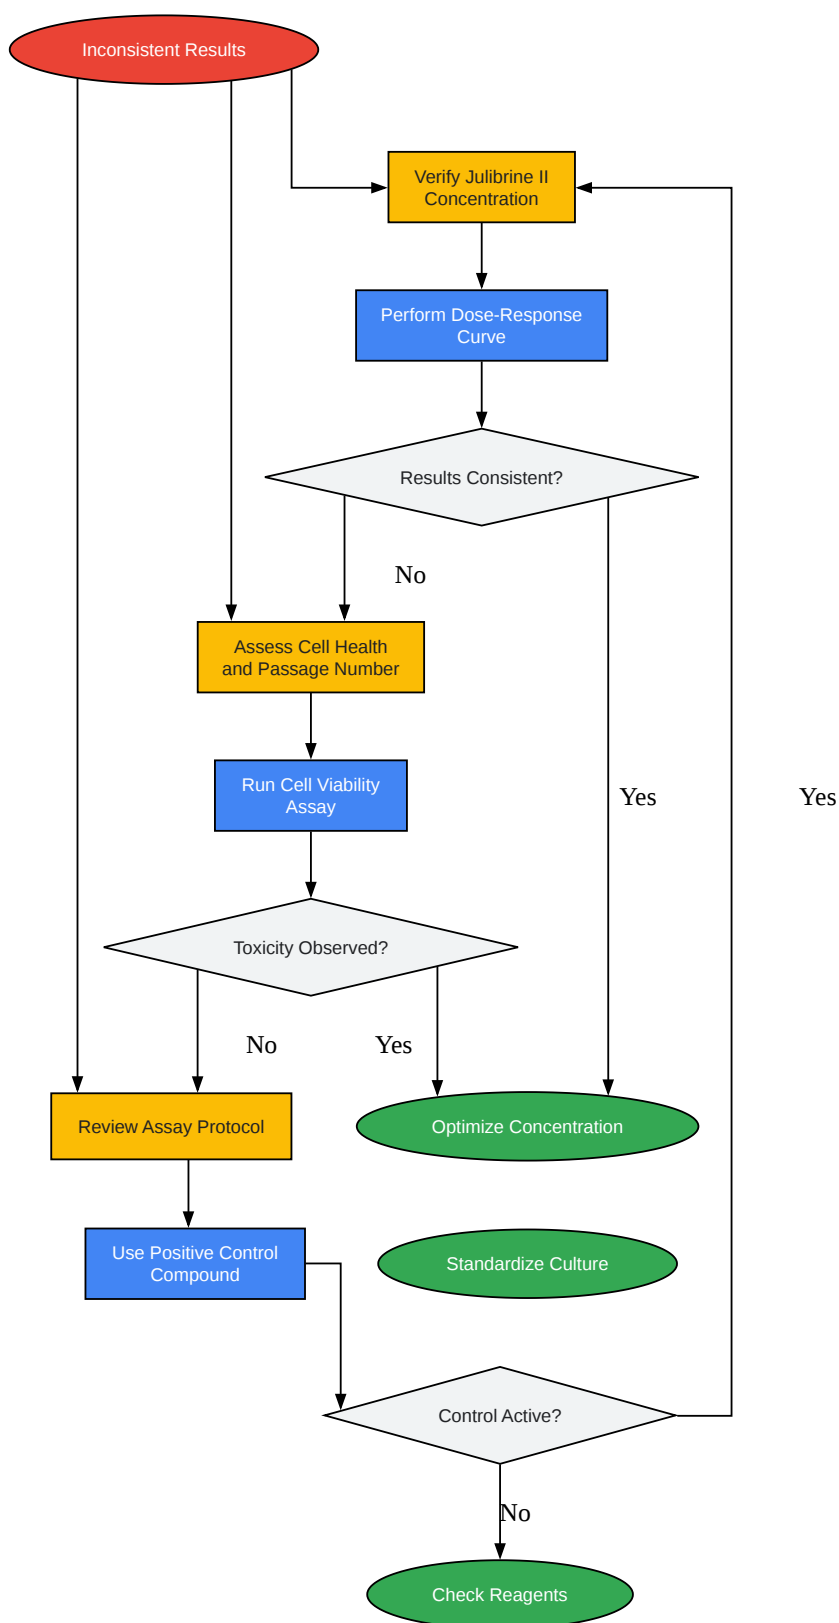 Inconsistent Results
Verify Julibrine II
Concentration
Perform Dose-Response
Curve
Results Consistent?
No
Assess Cell Health
and Passage Number
Run Cell Viability
Assay
Yes
Yes
Toxicity Observed?
No
Yes
Review Assay Protocol
Optimize Concentration
Use Positive Control
Compound
Standardize Culture
Control Active?
No
Check Reagents